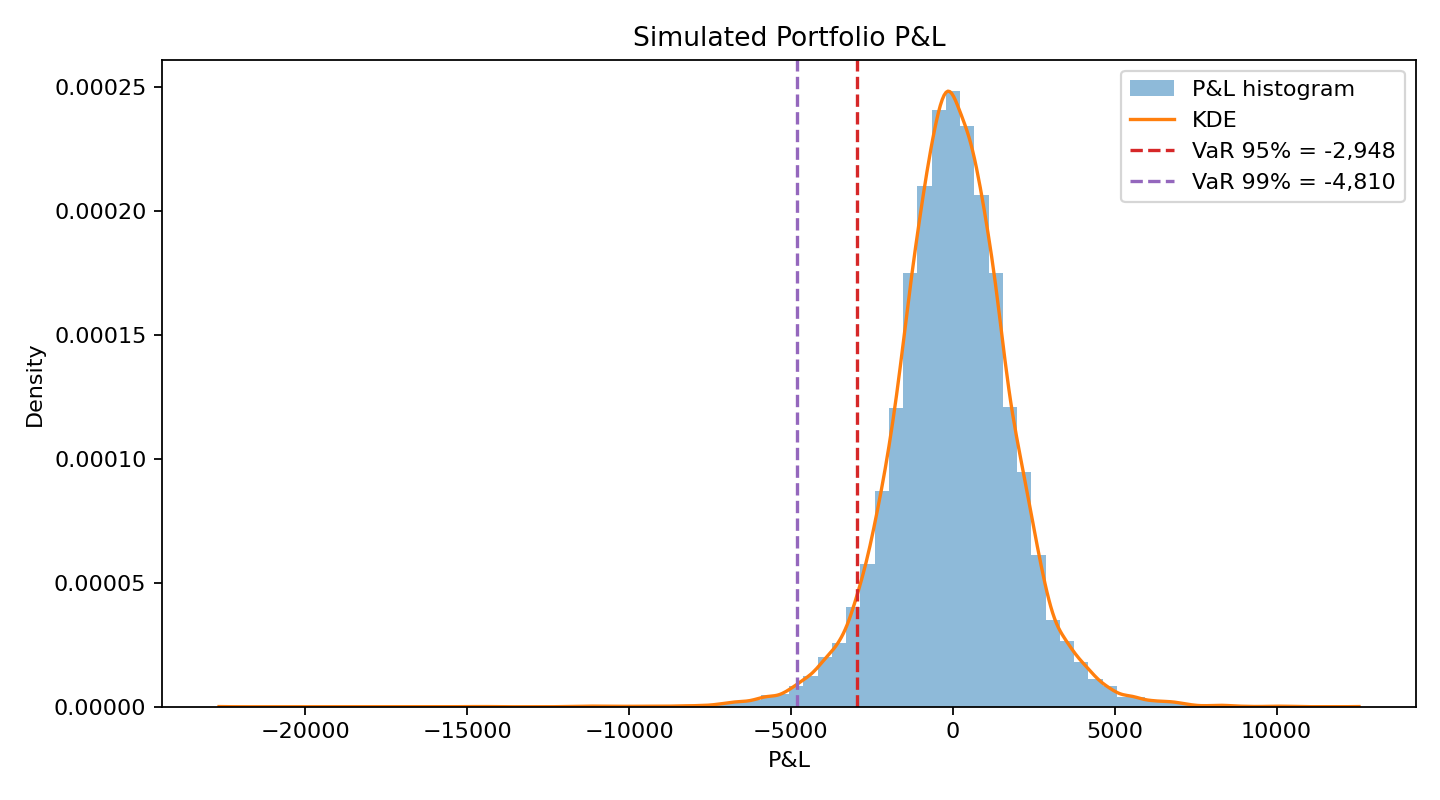 Simulated Portfolio P&L
P&L histogram
KDE
VaR 95% = -2,948
VaR 99% = -4,810
0.00025
0.00020
0.00015
0.00010
0.00005
0.00000
Density
−20000 −15000 −10000 −5000 0 5000 10000
P&L